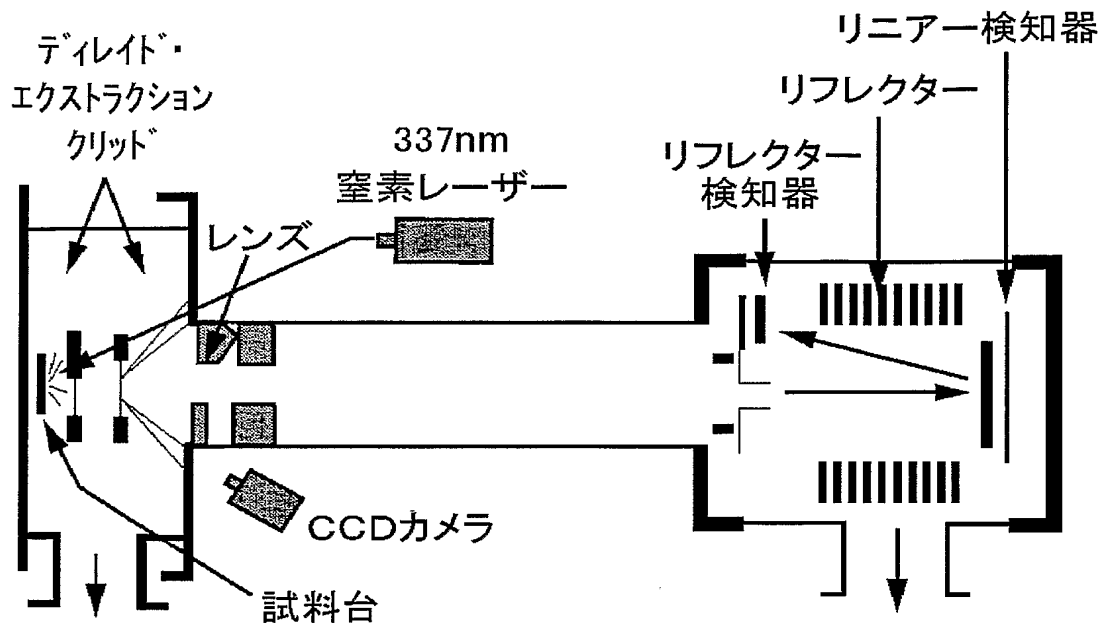 ﾃﾞｨﾚｲﾄﾞ･
ｴｸｽﾄﾗｸｼｮﾝ
ｸﾘｯﾄﾞ
337nm
窒素レーザー
レンズ
リフレクター
検知器
リフレクター
リニアー検知器
CCDカメラ
試料台